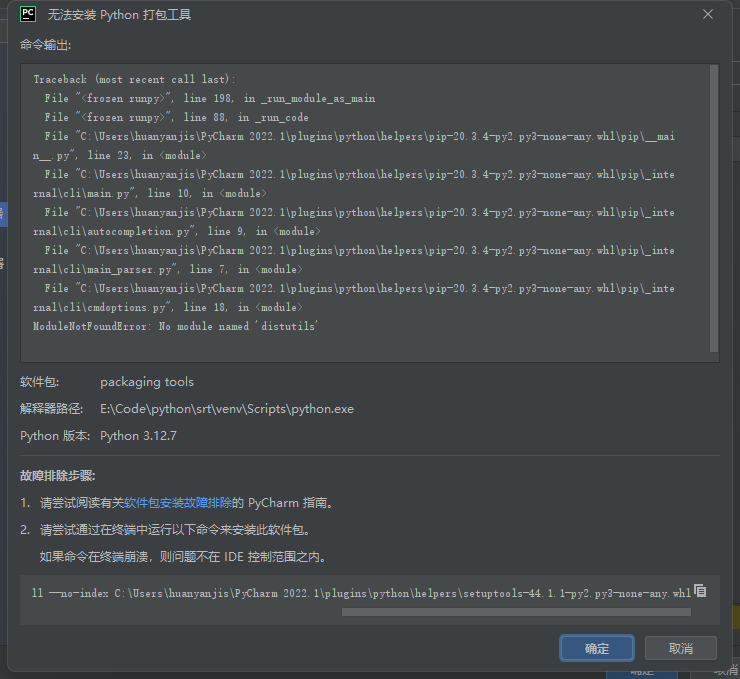 PC 无法安装 Python 打包工具
命令输出:
Traceback (most recent call last):
File "<frozen runpy>", line 198, in _run_module_as_main
File "<frozen runpy>", line 88, in _run_code
File "C:\Users\huanyanjis\PyCharm 2022.1\plugins\python\helpers\pip-20.3.4-py2.py3-none-any.whl\pip\__mai
n__.py", line 23, in <module>
File "C:\Users\huanyanjis\PyCharm 2022.1\plugins\python\helpers\pip-20.3.4-py2.py3-none-any.whl\pip\_inte
rnal\cli\main.py", line 10, in <module>
File "C:\Users\huanyanjis\PyCharm 2022.1\plugins\python\helpers\pip-20.3.4-py2.py3-none-any.whl\pip\_inte
rnal\cli\autocompletion.py", line 9, in <module>
File "C:\Users\huanyanjis\PyCharm 2022.1\plugins\python\helpers\pip-20.3.4-py2.py3-none-any.whl\pip\_inte
rnal\cli\main_parser.py", line 7, in <module>
File "C:\Users\huanyanjis\PyCharm 2022.1\plugins\python\helpers\pip-20.3.4-py2.py3-none-any.whl\pip\_inte
rnal\cli\cmdoptions.py", line 18, in <module>
ModuleNotFoundError: No module named 'distutils'
软件包: packaging tools
解释器路径: E:\Code\python\srt\venv\Scripts\python.exe
Python 版本: Python 3.12.7
故障排除步骤:
1. 请尝试阅读有关软件包安装故障排除的 PyCharm 指南。
2. 请尝试通过在终端中运行以下命令来安装此软件包。
如果命令在终端崩溃，则问题不在 IDE 控制范围之内。
ll --no-index C:\Users\huanyanjis\PyCharm 2022.1\plugins\python\helpers\setuptools-44.1.1-py2.py3-none-any.whl
确定 取消